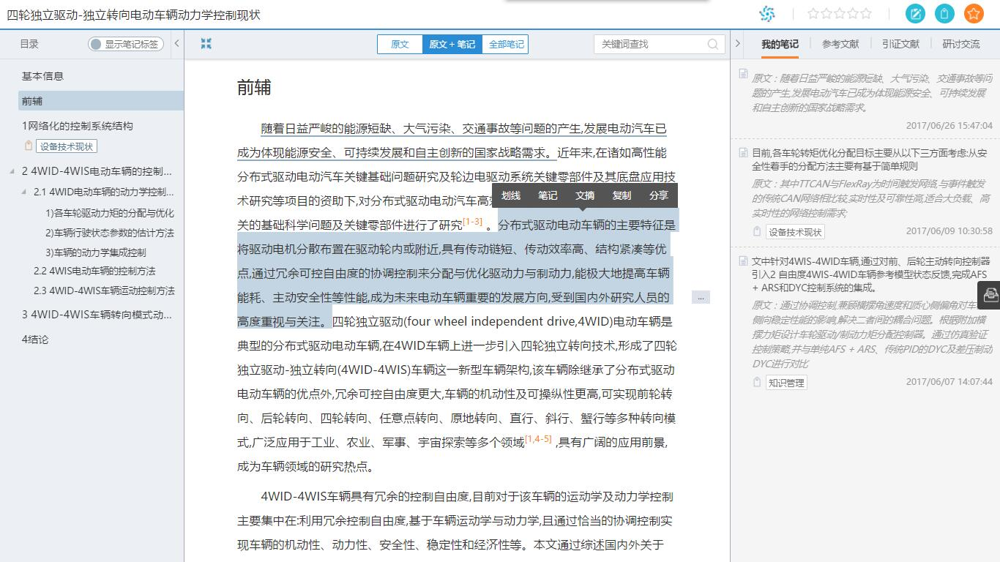 四轮独立驱动-独立转向电动车辆动力学控制现状
目录
显示笔记标签
基本信息
前辅
1网络化的控制系统结构
设备技术现状
2 4WID-4WIS电动车辆的控制...
2.1 4WID电动车辆的动力学控制...
1)各车轮驱动力矩的分配与优化
2)车辆行驶状态参数的估计方法
3)车辆的动力学集成控制
2.2 4WIS电动车辆的控制方法
2.3 4WID-4WIS车辆运动控制方法
3 4WID-4WIS车辆转向模式动...
4结论
原文
原文+笔记
全部笔记
关键词查找
前辅
随着日益严峻的能源短缺、大气污染、交通事故等问题的产生,发展电动汽车已
成为体现能源安全、可持续发展和自主创新的国家战略需求。近年来,在诸如高性能
分布式驱动电动汽车关键基础问题研究及轮边电驱动系统关键零部件及其底盘应用技
术研究等项目的资助下,对分布式驱动电动汽车高
划线
笔记
文摘
复制
分享
关的基础科学问题及关键零部件进行了研究[1-3] 。分布式驱动电动车辆的主要特征是
将驱动电机分散布置在驱动轮内或附近,具有传动链短、传动效率高、结构紧凑等优
点,通过冗余可控自由度的协调控制来分配与优化驱动力与制动力,能极大地提高车辆
能耗、主动安全性等性能,成为未来电动车辆重要的发展方向,受到国内外研究人员的
...
高度重视与关注。四轮独立驱动(four wheel independent drive,4WID)电动车辆是
典型的分布式驱动电动车辆,在4WID车辆上进一步引入四轮独立转向技术,形成了四轮
独立驱动-独立转向(4WID-4WIS)车辆这一新型车辆架构,该车辆除继承了分布式驱动
电动车辆的优点外,冗余可控自由度更大,车辆的机动性及可操纵性更高,可实现前轮转
向、后轮转向、四轮转向、任意点转向、原地转向、直行、斜行、蟹行等多种转向模
式,广泛应用于工业、农业、军事、宇宙探索等多个领域[1,4-5] ,具有广阔的应用前景,
成为车辆领域的研究热点。
4WID-4WIS车辆具有冗余的控制自由度,目前对于该车辆的运动学及动力学控制
主要集中在:利用冗余控制自由度,基于车辆运动学与动力学,且通过恰当的协调控制实
现车辆的机动性、动力性、安全性、稳定性和经济性等。本文通过综述国内外关于
我的笔记
参考文献
引证文献
研讨交流
原文：随着日益严峻的能源短缺、大气污染、交通事故等问
题的产生,发展电动汽车已成为体现能源安全、可持续发展
和自主创新的国家战略需求。
2017/06/26 15:47:04
目前,各车轮转矩优化分配目标主要从以下三方面考虑:从安
全性着手的分配方法主要有基于简单规则
原文：其中TTCAN与FlexRay为时间触发网络,与事件触发
的传统CAN网络相比较,实时性及可靠性高,适合大负载、高
实时性的网络控制需求;
设备技术现状
2017/06/09 10:30:58
文中针对4WIS-4WID车辆,通过对前、后轮主动转向控制器
引入2 自由度4WIS-4WID车辆参考模型状态反馈,完成AFS
+ ARS和DYC控制系统的集成。
原文：通过协调控制,兼顾横摆角速度和质心侧偏角对车
侧向稳定性能的影响,解决二者间的耦合问题。根据附加横
摆力矩设计车轮驱动/制动力矩分配控制器。通过仿真验证
控制策略,并与单纯AFS + ARS、传统PID的DYC及差压制动
DYC进行对比
知识管理
2017/06/07 14:07:44